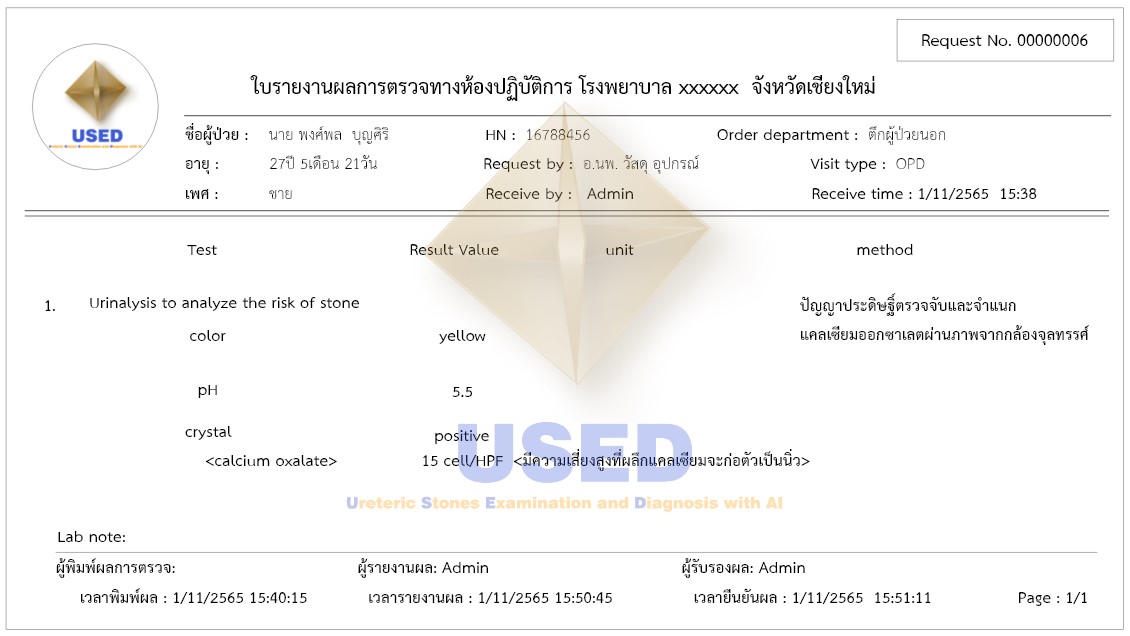 Request No. 00000006
USED
Ureteric Stones Examination and Diagnosis with AI
ใบรายงานผลการตรวจทางห้องปฏิบัติการ โรงพยาบาล xxxxxx จังหวัดเชียงใหม่
ชื่อผู้ป่วย : นาย พงศ์พล บุญศิริ HN : 16788456 Order department : ตึกผู้ป่วยนอก
อายุ : 27ปี 5เดือน 21วัน Request by : อ.นพ. วัสดุ อุปกรณ์ Visit type : OPD
เพศ : ชาย Receive by : Admin Receive time : 1/11/2565 15:38
Test Result Value unit method
1. Urinalysis to analyze the risk of stone ปัญญาประดิษฐิ์ตรวจจับและจำแนก
color yellow แคลเซียมออกซาเลตผ่านภาพจากกล้องจุลทรรศ์
pH 5.5
crystal positive
<calcium oxalate> 15 cell/HPF <มีความเสี่ยงสูงที่ผลึกแคลเซียมจะก่อตัวเป็นนิ่ว>
USED
Ureteric Stones Examination and Diagnosis with AI
Lab note:
ผู้พิมพ์ผลการตรวจ: ผู้รายงานผล: Admin ผู้รับรองผล: Admin
เวลาพิมพ์ผล : 1/11/2565 15:40:15 เวลารายงานผล : 1/11/2565 15:50:45 เวลายืนยันผล : 1/11/2565 15:51:11 Page : 1/1